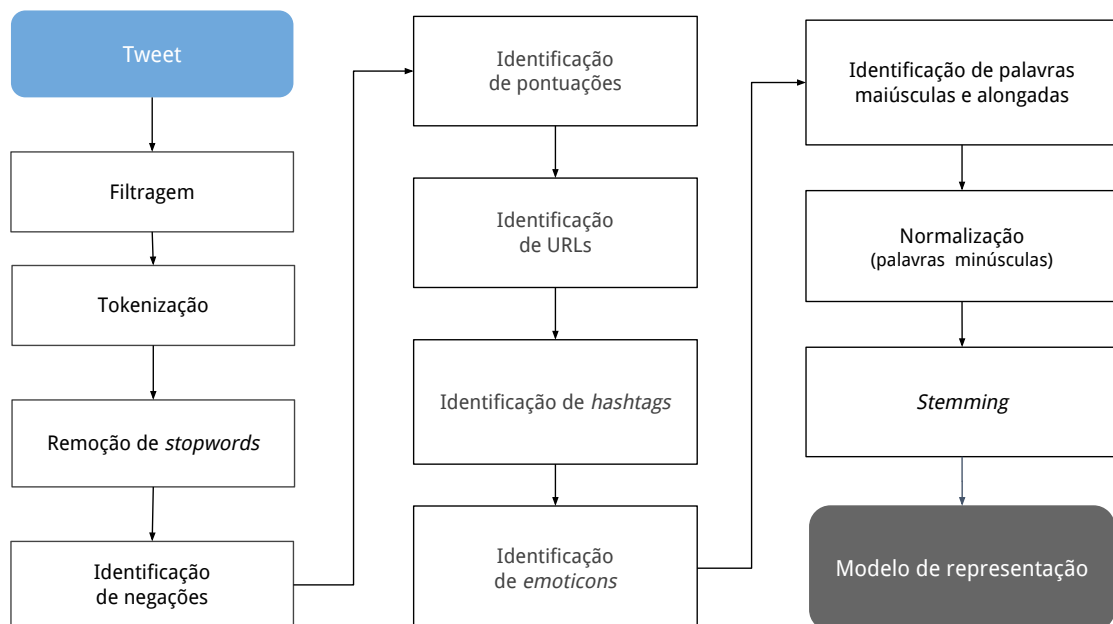 Tweet
Filtragem
Tokenização
Remoção de stopwords
Identificação
de negações
Identificação
de pontuações
Identificação
de URLs
Identificação de hashtags
Identificação
de emoticons
Identificação de palavras
maiúsculas e alongadas
Normalização
(palavras minúsculas)
Stemming
Modelo de representação